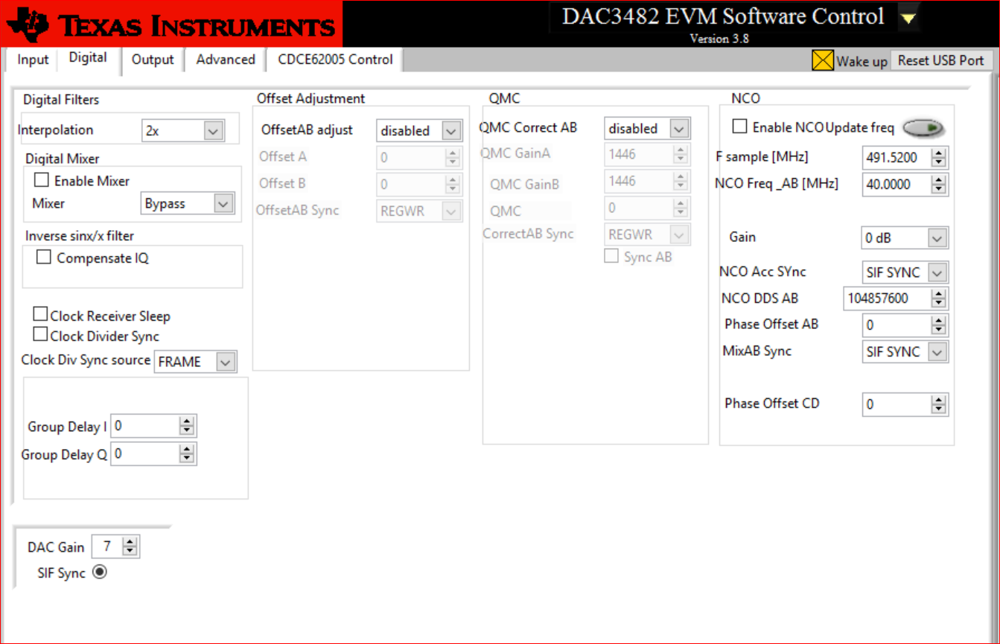 TEXAS INSTRUMENTS
DAC3482 EVM Software Control
Version 3.8
Input Digital Output Advanced CDCE62005 Control
Wake up Reset USB Port
Digital Filters
Interpolation 2x
Digital Mixer
Enable Mixer
Mixer Bypass
Inverse sinx/x filter
Compensate IQ
Clock Receiver Sleep
Clock Divider Sync
Clock Div Sync source FRAME
Group Delay I 0
Group Delay Q 0
DAC Gain 7
SIF Sync
Offset Adjustment
OffsetAB adjust disabled
Offset A 0
Offset B 0
OffsetAB Sync REGWR
QMC
QMC Correct AB disabled
QMC GainA 1446
QMC GainB 1446
QMC 0
CorrectAB Sync REGWR
Sync AB
NCO
Enable NCO Update freq
F sample [MHz] 491.5200
NCO Freq _AB [MHz] 40.0000
Gain 0 dB
NCO Acc SYnc SIF SYNC
NCO DDS AB 104857600
Phase Offset AB 0
MixAB Sync SIF SYNC
Phase Offset CD 0